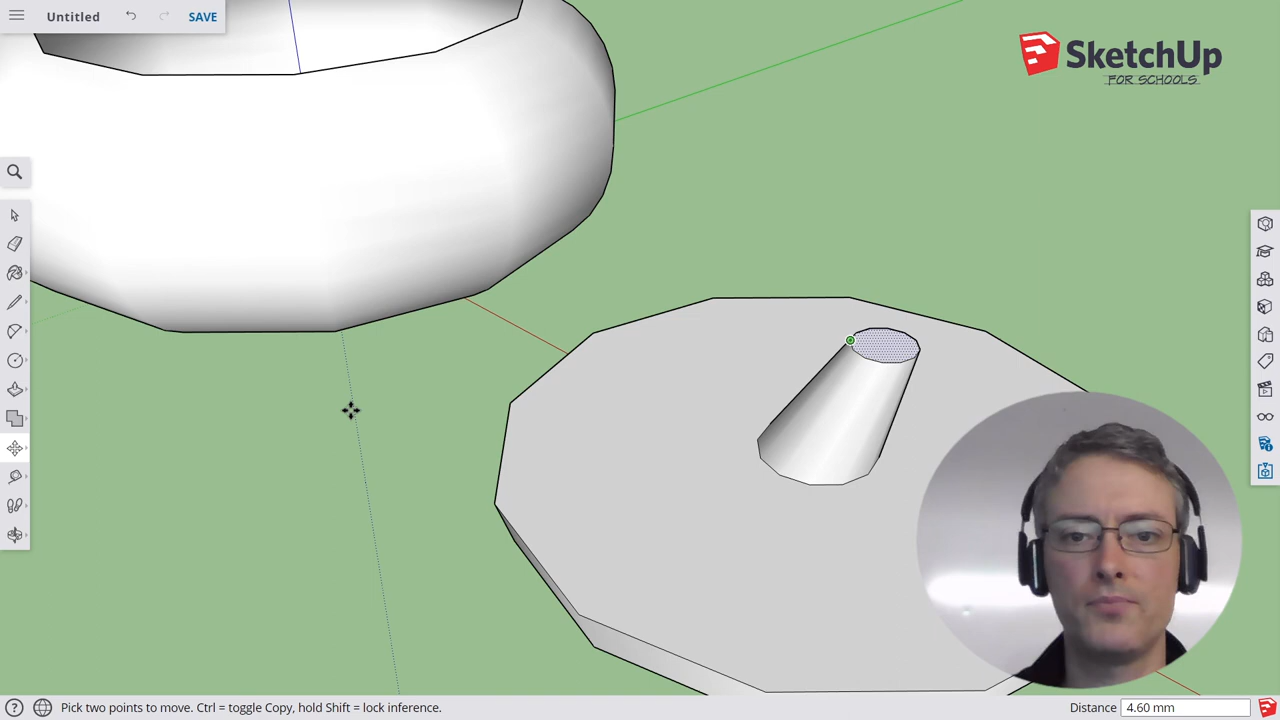 Untitled
SAVE
SketchUp
FOR SCHOOLS
Pick two points to move. Ctrl = toggle Copy, hold Shift = lock inference.
Distance 4.60 mm